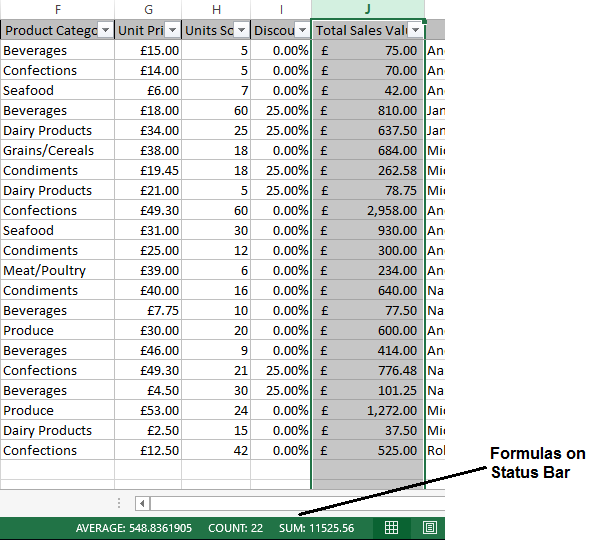 F G H I J
Product Catego Unit Pri Units So Discou Total Sales Val
Beverages £15.00 5 0.00% £ 75.00 An
Confections £14.00 5 0.00% £ 70.00 An
Seafood £6.00 7 0.00% £ 42.00 An
Beverages £18.00 60 25.00% £ 810.00 Jan
Dairy Products £34.00 25 25.00% £ 637.50 Jan
Grains/Cereals £38.00 18 0.00% £ 684.00 Mic
Condiments £19.45 18 25.00% £ 262.58 Mic
Dairy Products £21.00 5 25.00% £ 78.75 Mic
Confections £49.30 60 0.00% £ 2,958.00 An
Seafood £31.00 30 0.00% £ 930.00 An
Condiments £25.00 12 0.00% £ 300.00 An
Meat/Poultry £39.00 6 0.00% £ 234.00 An
Condiments £40.00 16 0.00% £ 640.00 Na
Beverages £7.75 10 0.00% £ 77.50 Na
Produce £30.00 20 0.00% £ 600.00 An
Beverages £46.00 9 0.00% £ 414.00 An
Confections £49.30 21 25.00% £ 776.48 Na
Beverages £4.50 30 25.00% £ 101.25 Na
Produce £53.00 24 0.00% £ 1,272.00 Mic
Dairy Products £2.50 15 0.00% £ 37.50 Mic
Confections £12.50 42 0.00% £ 525.00 Rol
Formulas on
Status Bar
AVERAGE: 548.8361905 COUNT: 22 SUM: 11525.56